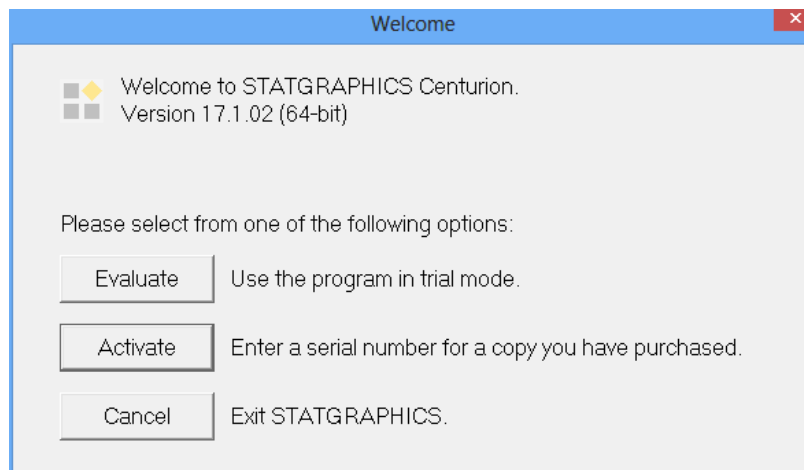 Welcome
Welcome to STATGRAPHICS Centurion.
Version 17.1.02 (64-bit)
Please select from one of the following options:
Evaluate Use the program in trial mode.
Activate Enter a serial number for a copy you have purchased.
Cancel Exit STATGRAPHICS.